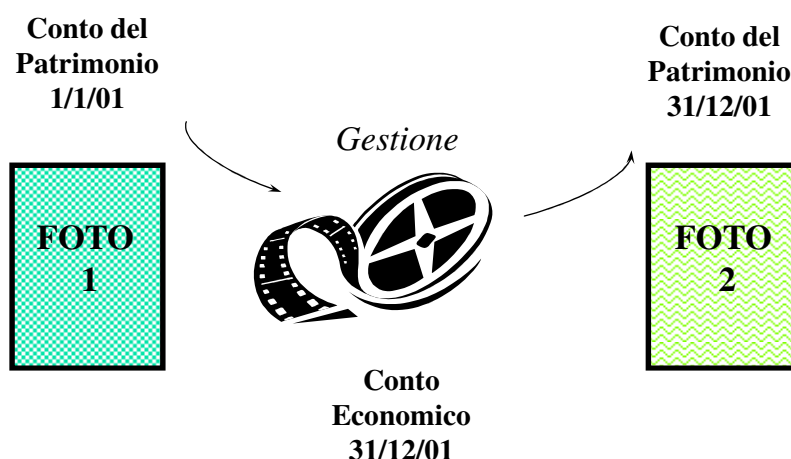 Conto del
Patrimonio
1/1/01
Conto del
Patrimonio
31/12/01
Gestione
FOTO
1
FOTO
2
Conto
Economico
31/12/01